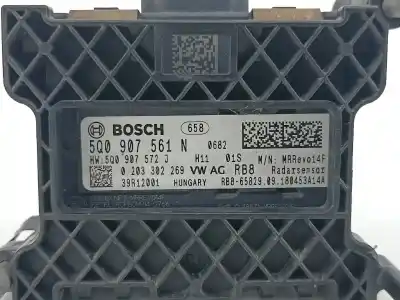 BOSCH 658
5Q0 907 561 N 0682
HW:5Q0 907 572 J H11 01S M/N: MRRevo14F
0 203 302 269 VW AG RB8 Radarsensor
39R12001 HUNGARY RB8-65829.09.180453A14A